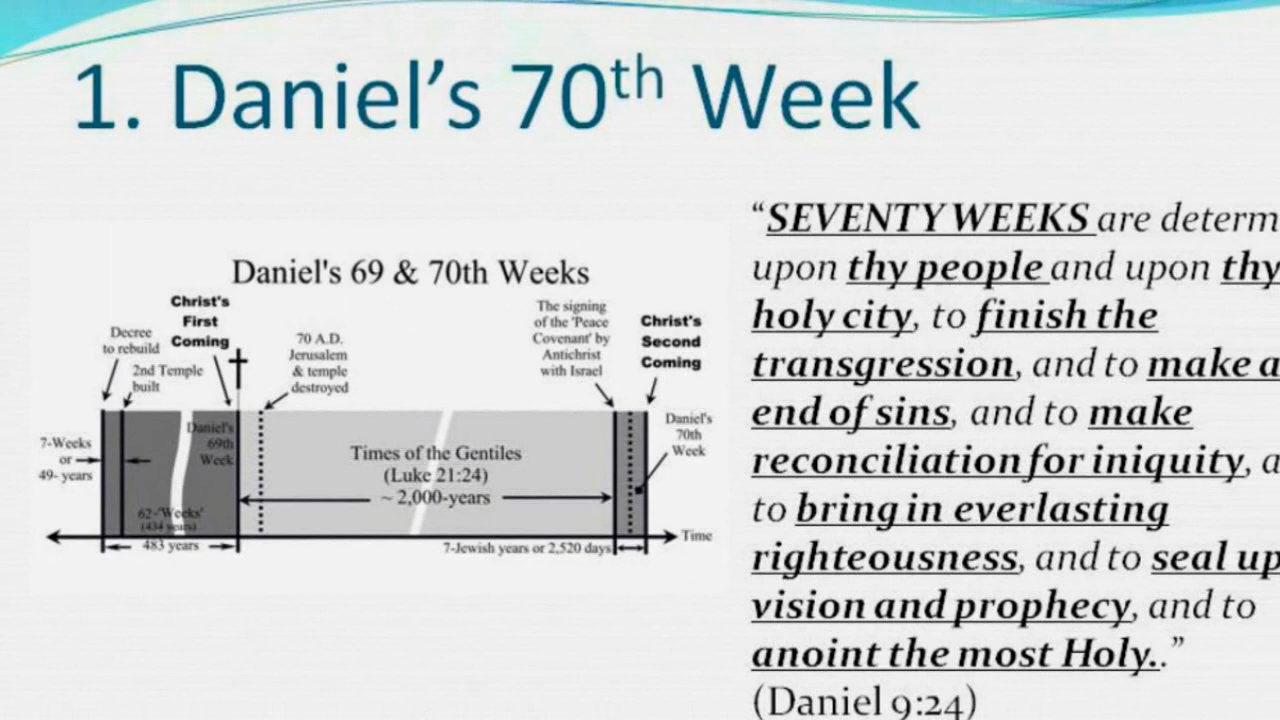 1. Daniel's 70th Week
Daniel's 69 & 70th Weeks
Decree
to rebuild
2nd Temple
built
Christ's
First
Coming
70 A.D.
Jerusalem
& temple
destroyed
The signing
of the 'Peace
Covenant' by
Antichrist
with Israel
Christ's
Second
Coming
7-Weeks
or
49- years
Daniel's
69th
Week
62-'Weeks'
(434 years)
483 years
Times of the Gentiles
(Luke 21:24)
~ 2,000-years
Daniel's
70th
Week
Time
7-Jewish years or 2,520 days
“SEVENTY WEEKS are determ
upon thy people and upon thy
holy city, to finish the
transgression, and to make a
end of sins, and to make
reconciliation for iniquity, a
to bring in everlasting
righteousness, and to seal up
vision and prophecy, and to
anoint the most Holy..”
(Daniel 9:24)